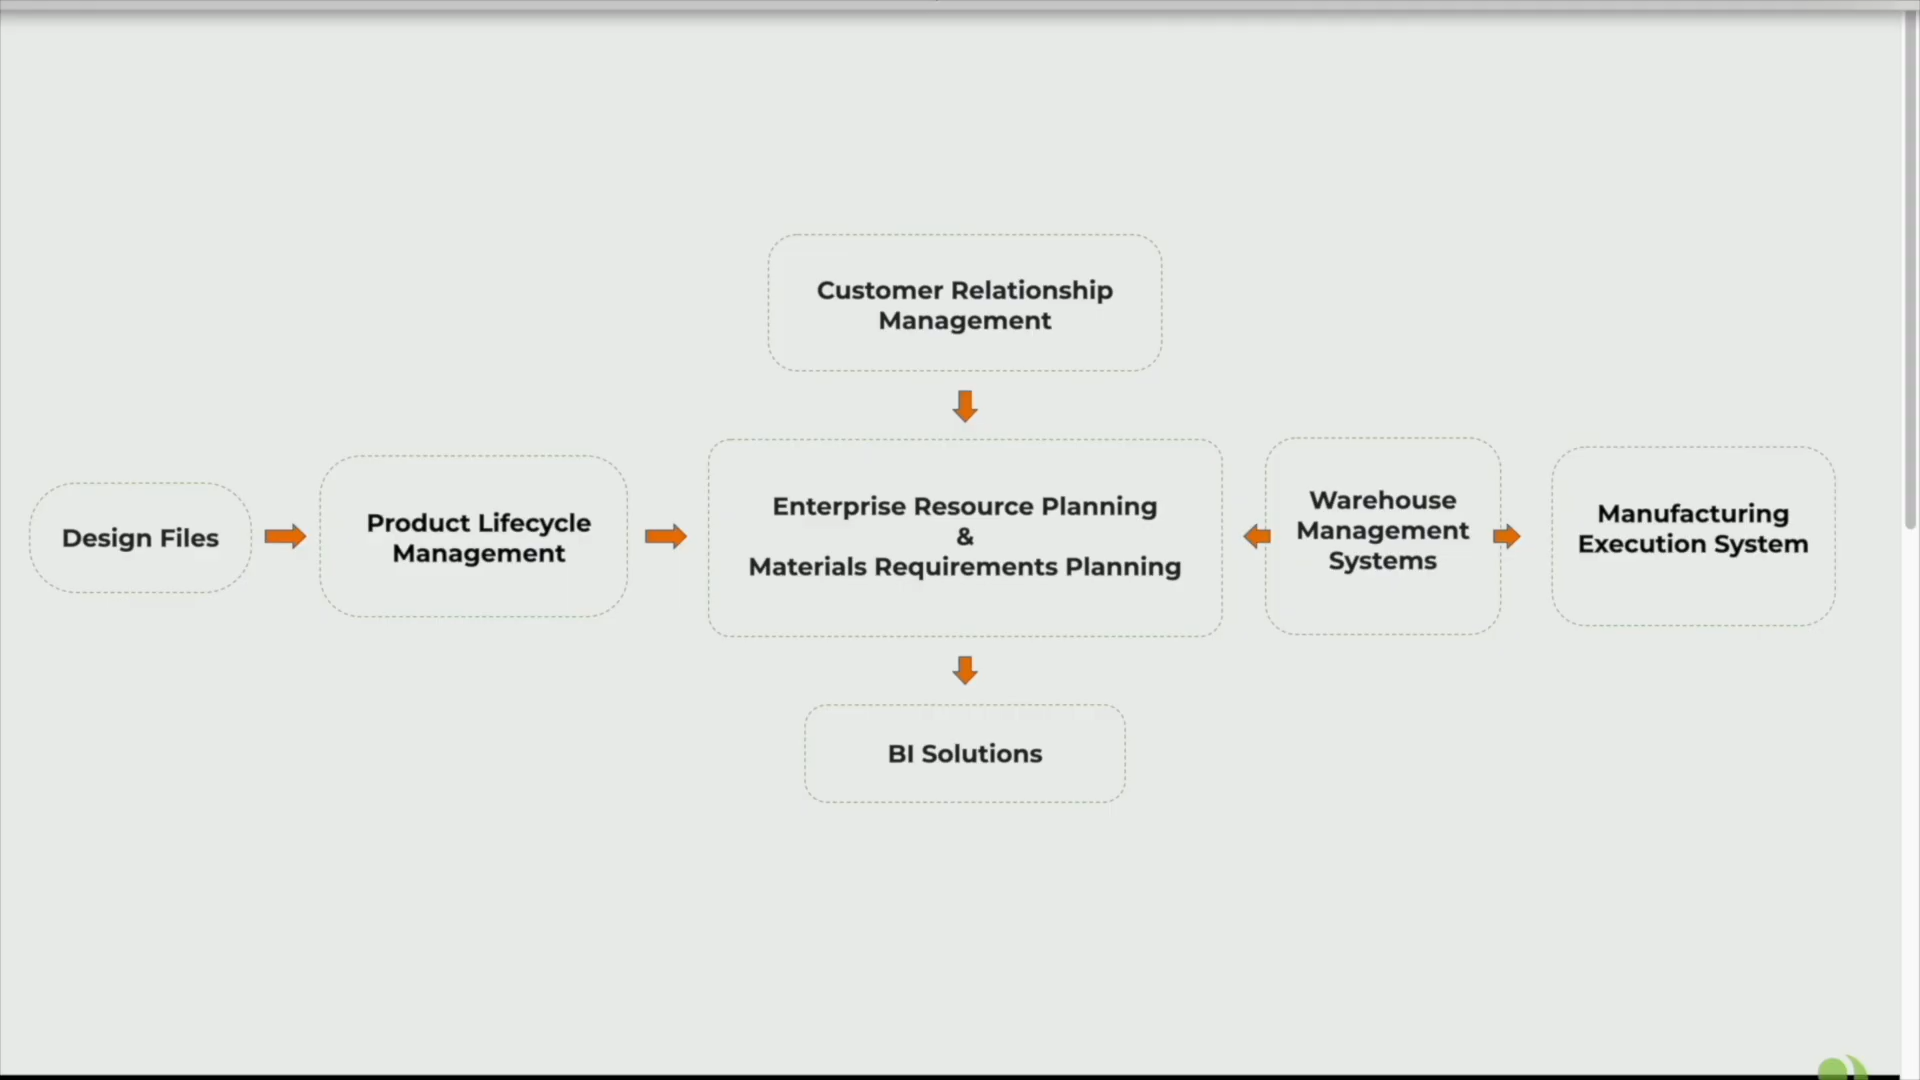 Customer Relationship
Management
Design Files
Product Lifecycle
Management
Enterprise Resource Planning
&
Materials Requirements Planning
Warehouse
Management
Systems
Manufacturing
Execution System
BI Solutions